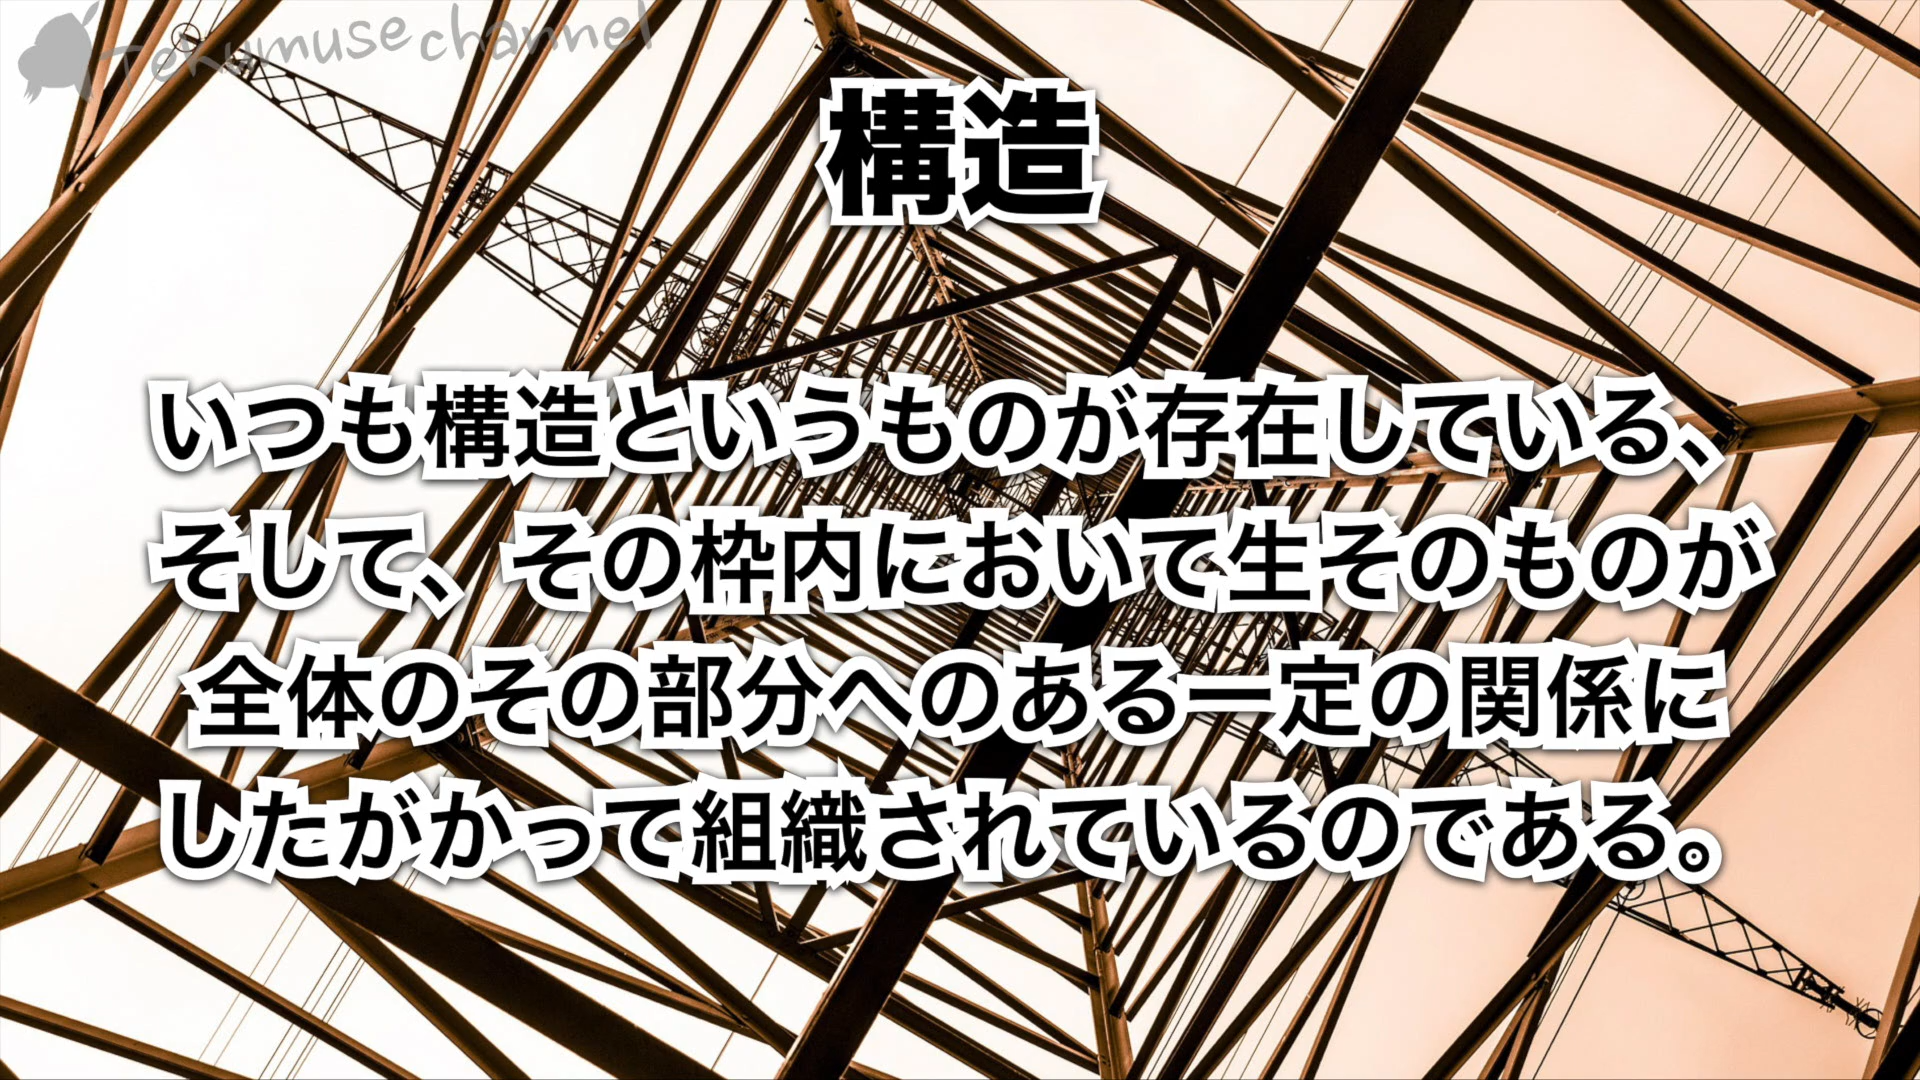 Tekumuse channel
構造
いつも構造というものが存在している、
そして、その枠内において生そのものが
全体のその部分へのある一定の関係に
したがかって組織されているのである。